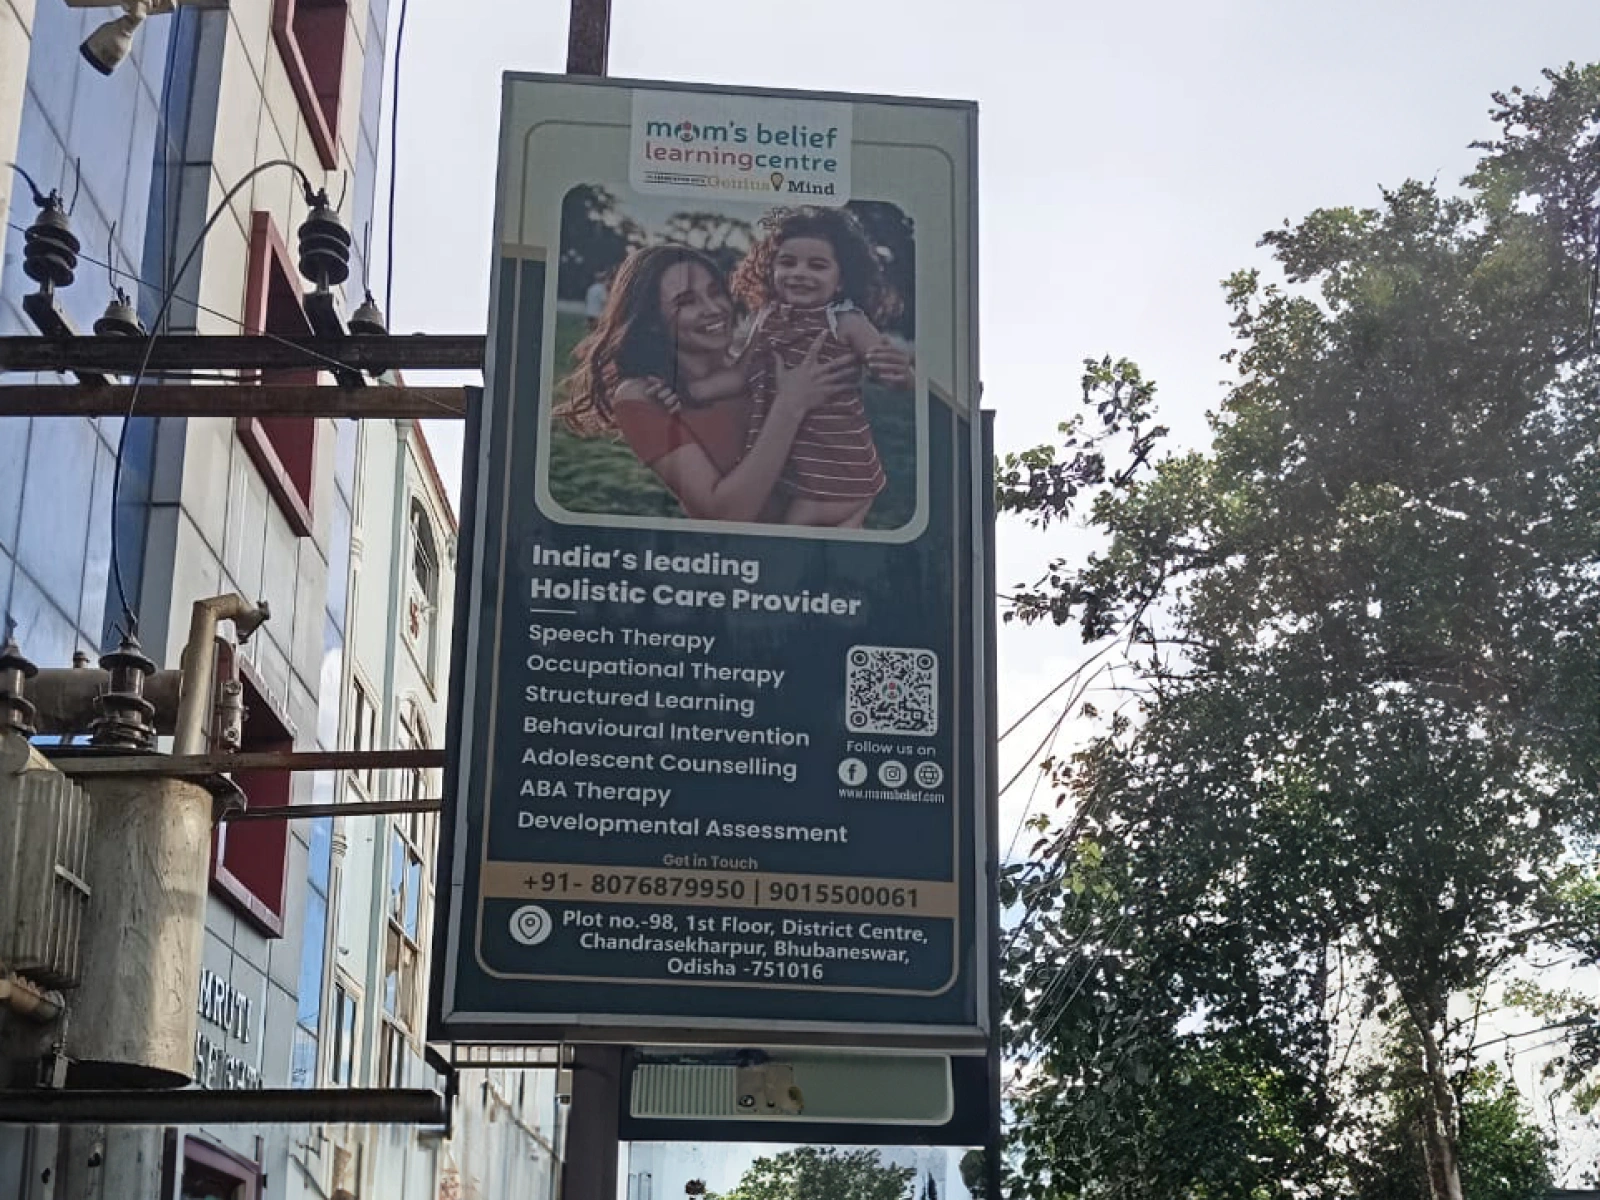 mom's belief
learningcentre
Genius Mind
India's leading
Holistic Care Provider
Speech Therapy
Occupational Therapy
Structured Learning
Behavioural Intervention
Adolescent Counselling
ABA Therapy
Developmental Assessment
Follow us on
www.momsbelief.com
Get in Touch
+91- 8076879950 | 9015500061
Plot no.-98, 1st Floor, District Centre,
Chandrasekharpur, Bhubaneswar,
Odisha -751016
MRUTI